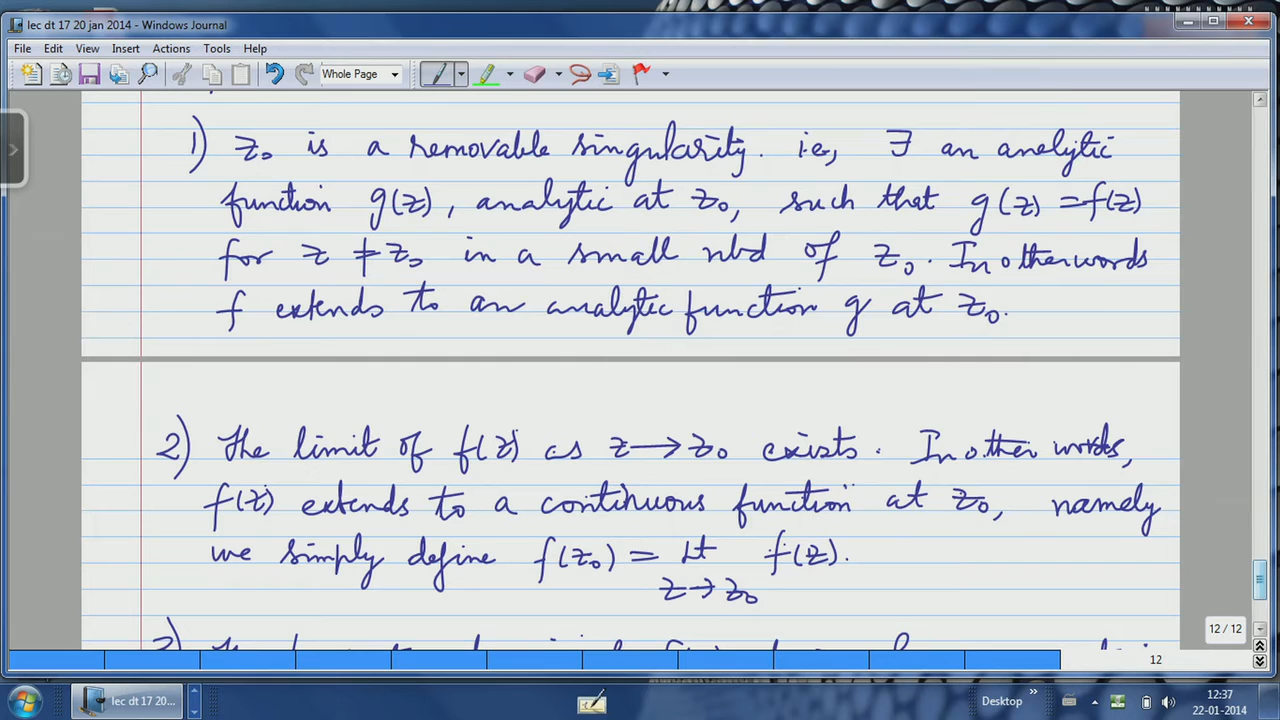 lec dt 17 20 jan 2014 - Windows Journal
File Edit View Insert Actions Tools Help
Whole Page
1) z₀ is a removable singularity. ie, ∃ an analytic
function g(z), analytic at z₀, such that g(z) = f(z)
for z ≠ z₀ in a small nbd of z₀. In otherwords
f extends to an analytic function g at z₀.
2) The limit of f(z) as z → z₀ exists. In other words,
f(z) extends to a continuous function at z₀, namely
we simply define f(z₀) = Lt f(z).
z → z₀
3)
12 / 12
12
lec dt 17 20 ...
Desktop
12:37
22-01-2014